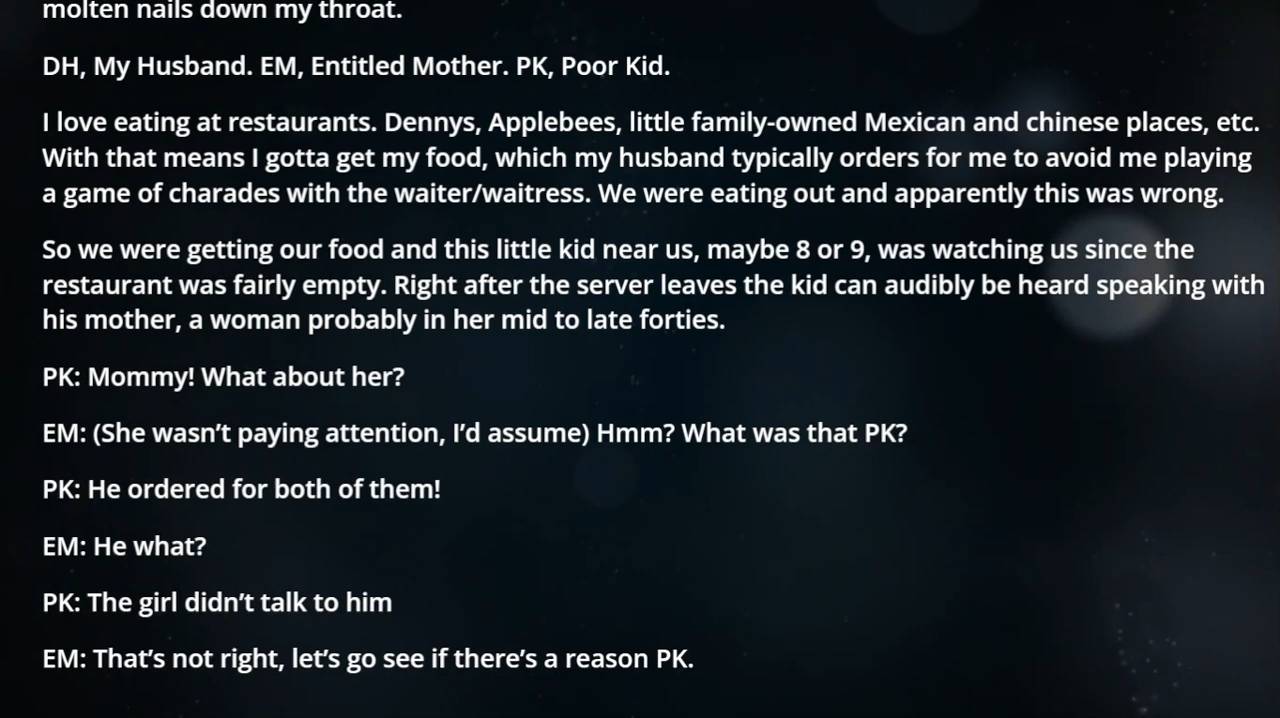 molten nails down my throat.
DH, My Husband. EM, Entitled Mother. PK, Poor Kid.
I love eating at restaurants. Dennys, Applebees, little family-owned Mexican and chinese places, etc.
With that means I gotta get my food, which my husband typically orders for me to avoid me playing
a game of charades with the waiter/waitress. We were eating out and apparently this was wrong.
So we were getting our food and this little kid near us, maybe 8 or 9, was watching us since the
restaurant was fairly empty. Right after the server leaves the kid can audibly be heard speaking with
his mother, a woman probably in her mid to late forties.
PK: Mommy! What about her?
EM: (She wasn’t paying attention, I’d assume) Hmm? What was that PK?
PK: He ordered for both of them!
EM: He what?
PK: The girl didn’t talk to him
EM: That’s not right, let’s go see if there’s a reason PK.